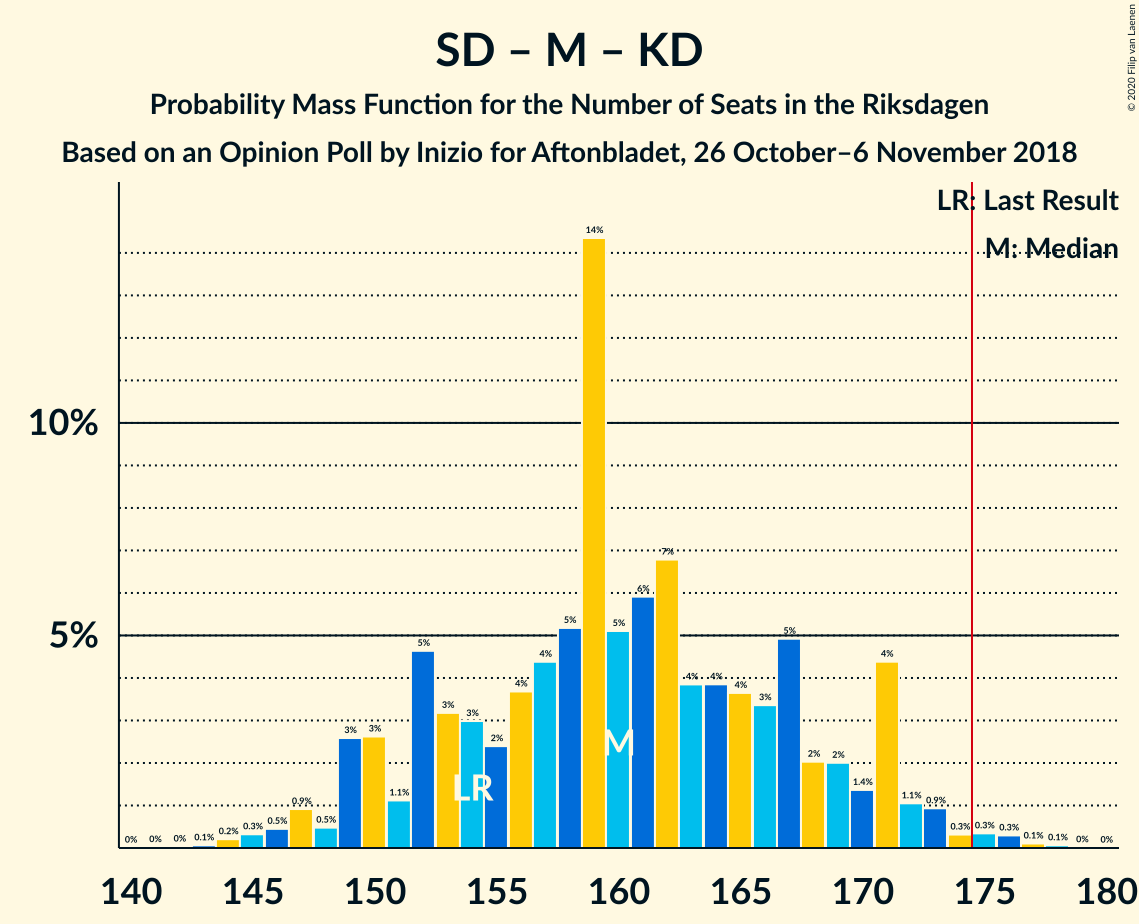 SD – M – KD
Probability Mass Function for the Number of Seats in the Riksdagen
Based on an Opinion Poll by Inizio for Aftonbladet, 26 October–6 November 2018
© 2020 Filip van Laenen
LR: Last Result
M: Median
10%
5%
0% 0% 0% 0.1% 0.2% 0.3% 0.5% 0.9% 0.5% 3% 3% 1.1% 5% 3% 3% 2% 4% 4% 5% 14% 5% 6% 7% 4% 4% 4% 3% 5% 2% 2% 1.4% 4% 1.1% 0.9% 0.3% 0.3% 0.3% 0.1% 0.1% 0% 0%
M
LR
140 145 150 155 160 165 170 175 180